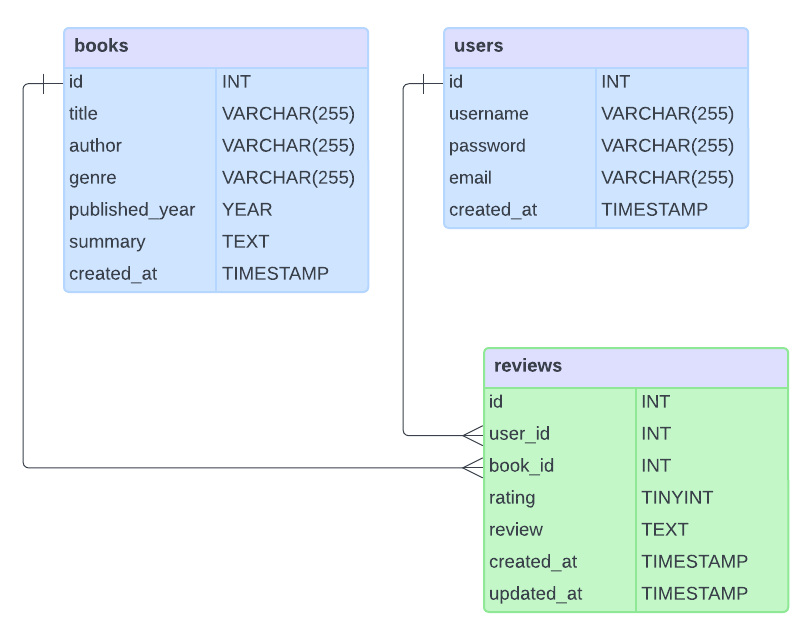 books
id INT
title VARCHAR(255)
author VARCHAR(255)
genre VARCHAR(255)
published_year YEAR
summary TEXT
created_at TIMESTAMP
users
id INT
username VARCHAR(255)
password VARCHAR(255)
email VARCHAR(255)
created_at TIMESTAMP
reviews
id INT
user_id INT
book_id INT
rating TINYINT
review TEXT
created_at TIMESTAMP
updated_at TIMESTAMP